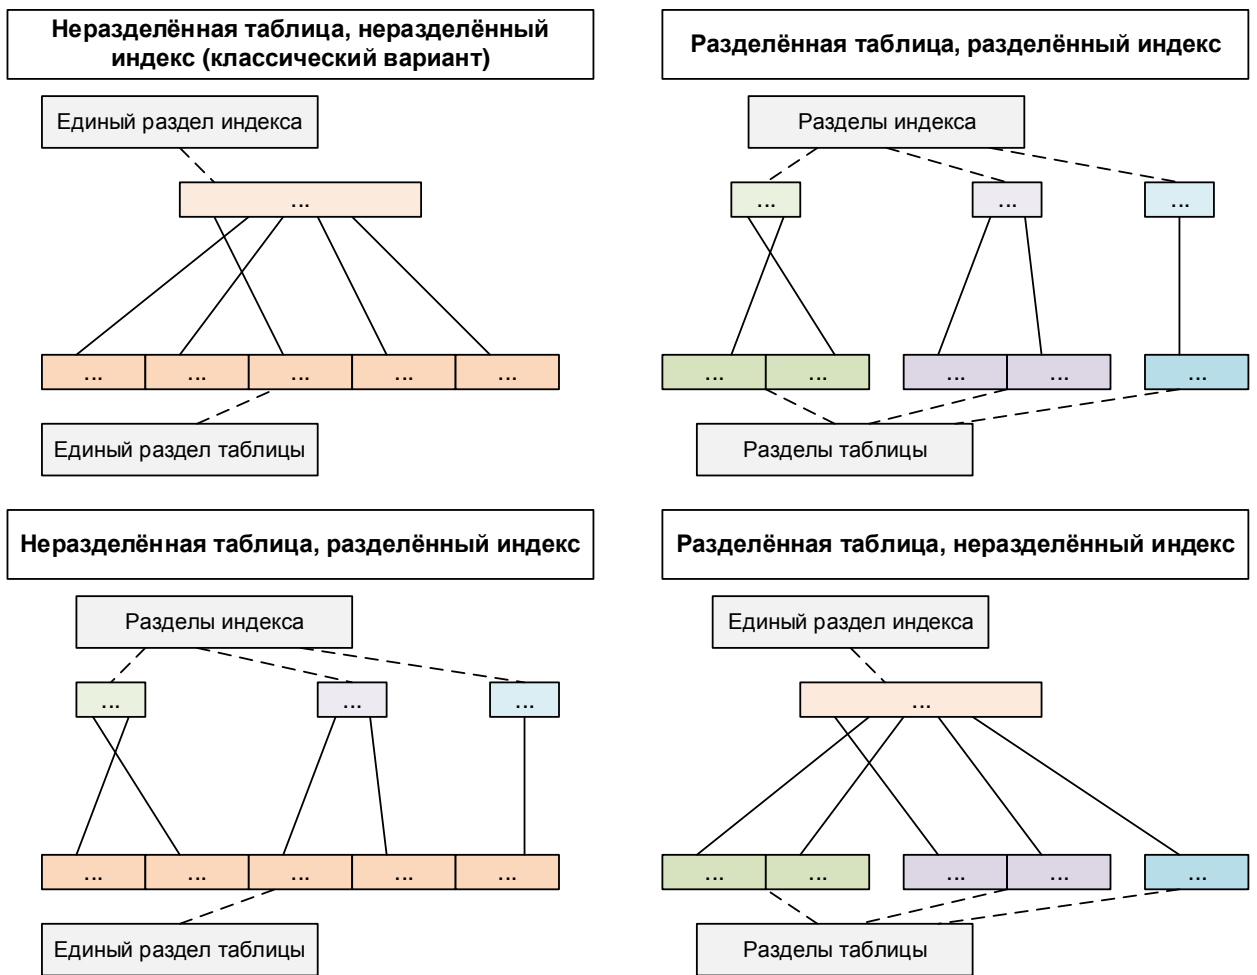 Неразделённая таблица, неразделённый
индекс (классический вариант)
Единый раздел индекса
...
... ... ... ... ...
Единый раздел таблицы
Разделённая таблица, разделённый индекс
Разделы индекса
... ... ...
... ... ... ... ...
Разделы таблицы
Неразделённая таблица, разделённый индекс
Разделы индекса
... ... ...
... ... ... ... ...
Единый раздел таблицы
Разделённая таблица, неразделённый индекс
Единый раздел индекса
...
... ... ... ... ...
Разделы таблицы